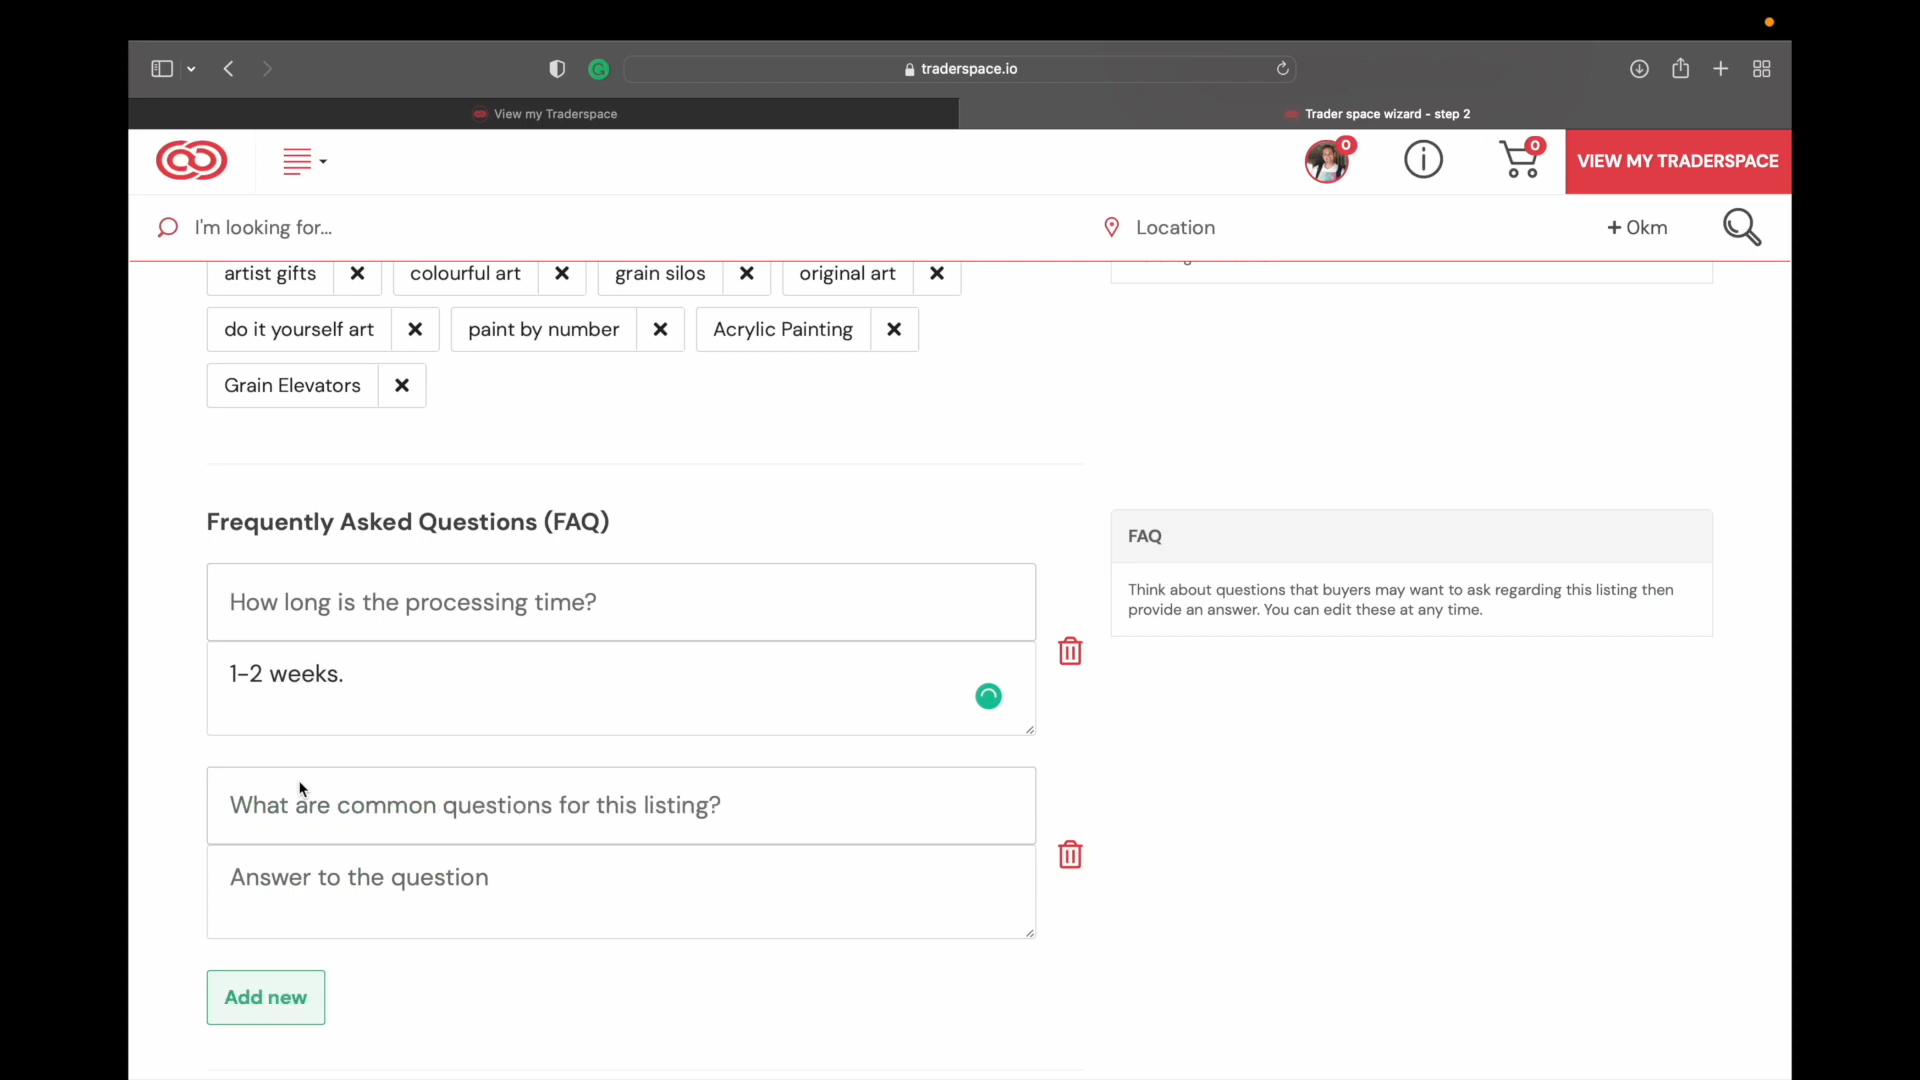 traderspace.io
View my Traderspace
Trader space wizard - step 2
0
0
VIEW MY TRADERSPACE
I'm looking for...
Location
+ 0km
artist gifts
colourful art
grain silos
original art
do it yourself art
paint by number
Acrylic Painting
Grain Elevators
Frequently Asked Questions (FAQ)
How long is the processing time?
1-2 weeks.
What are common questions for this listing?
Answer to the question
Add new
FAQ
Think about questions that buyers may want to ask regarding this listing then
provide an answer. You can edit these at any time.